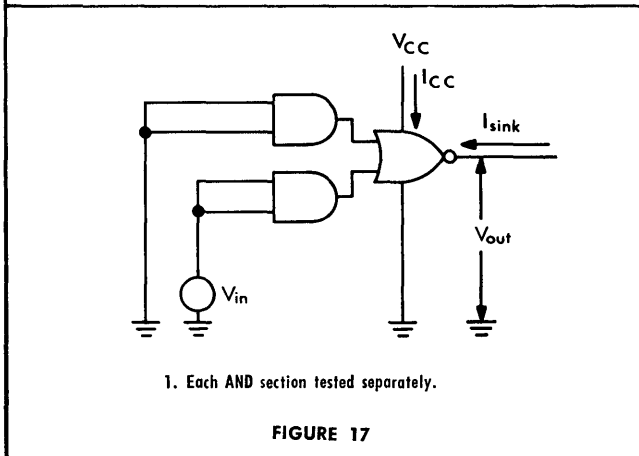 VCC
ICC
Isink
Vout
Vin
1. Each AND section tested separately.
FIGURE 17